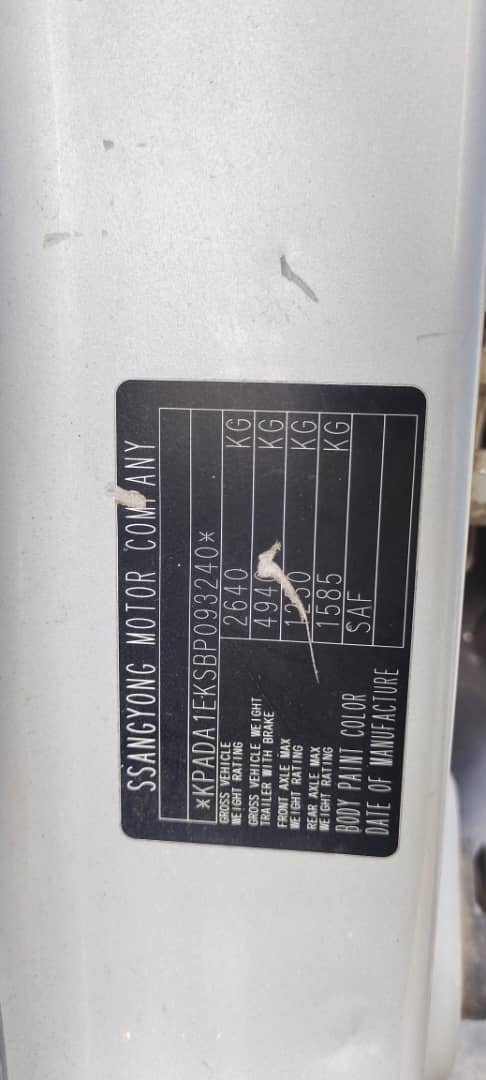 SSANGYONG MOTOR COMPANY
*KPADA1EKSBP093240*
GROSS VEHICLE WEIGHT RATING 2640 KG
GROSS VEHICLE WEIGHT TRAILER WITH BRAKE KG
FRONT AXLE MAX WEIGHT RATING KG
REAR AXLE MAX WEIGHT RATING 1585 KG
BODY PAINT COLOR SAF
DATE OF MANUFACTURE